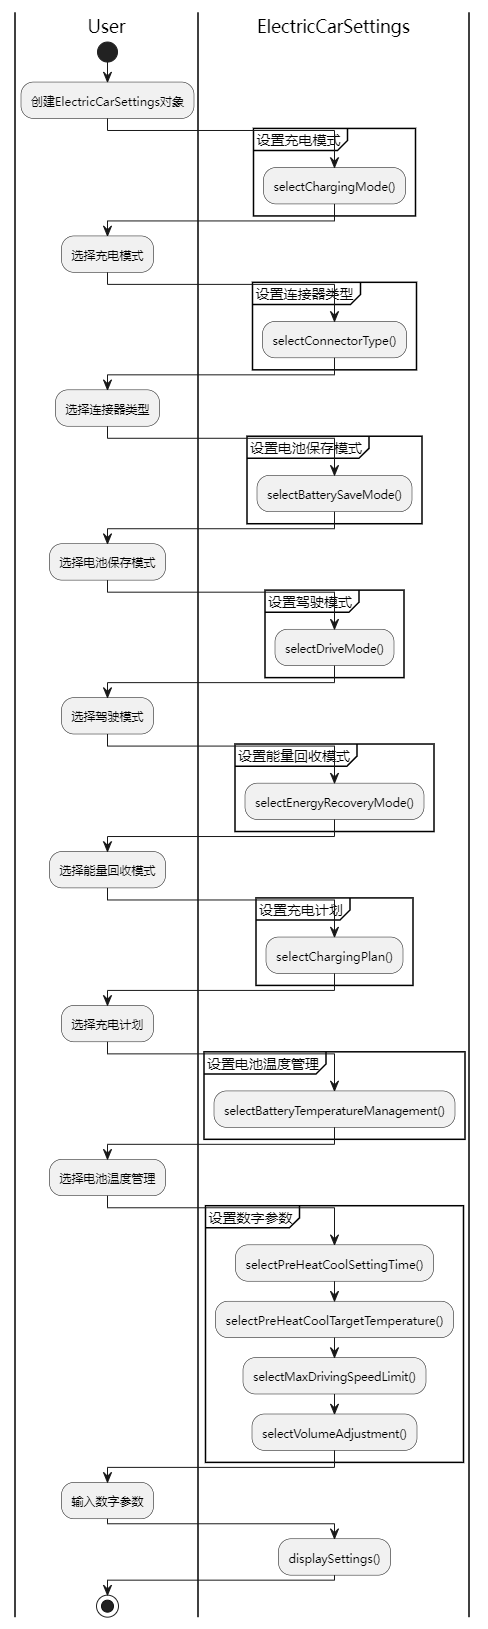 User
ElectricCarSettings
创建ElectricCarSettings对象
设置充电模式
selectChargingMode()
选择充电模式
设置连接器类型
selectConnectorType()
选择连接器类型
设置电池保存模式
selectBatterySaveMode()
选择电池保存模式
设置驾驶模式
selectDriveMode()
选择驾驶模式
设置能量回收模式
selectEnergyRecoveryMode()
选择能量回收模式
设置充电计划
selectChargingPlan()
选择充电计划
设置电池温度管理
selectBatteryTemperatureManagement()
选择电池温度管理
设置数字参数
selectPreHeatCoolSettingTime()
selectPreHeatCoolTargetTemperature()
selectMaxDrivingSpeedLimit()
selectVolumeAdjustment()
输入数字参数
displaySettings()